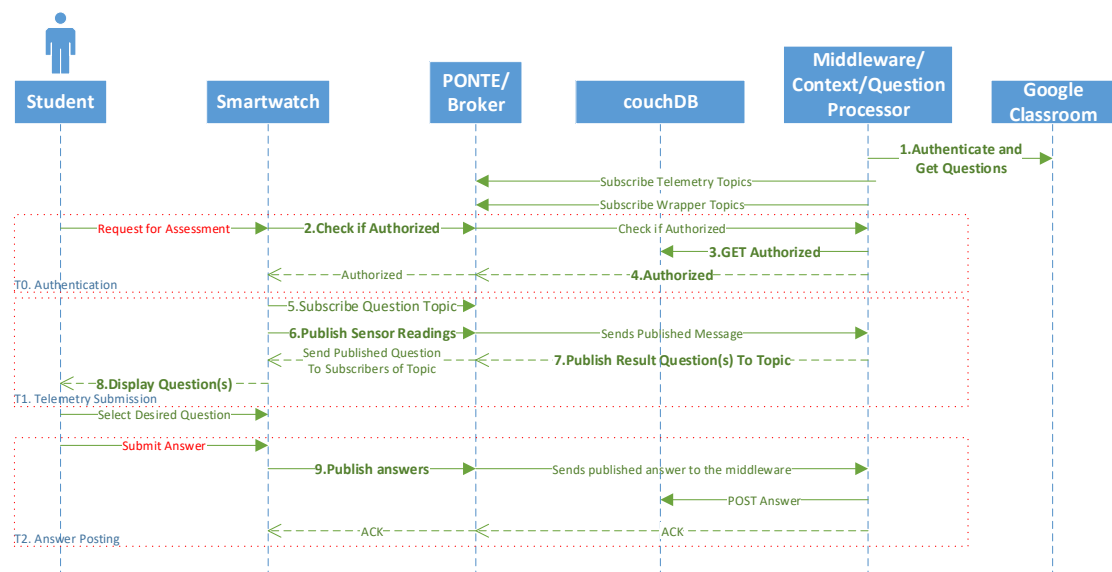 Student
Smartwatch
PONTE/
Broker
couchDB
Middleware/
Context/Question
Processor
Google
Classroom
1.Authenticate and
Get Questions
Subscribe Telemetry Topics
Subscribe Wrapper Topics
Request for Assessment
2.Check if Authorized
Check if Authorized
3.GET Authorized
Authorized
4.Authorized
T0. Authentication
5.Subscribe Question Topic
6.Publish Sensor Readings
Sends Published Message
Send Published Question
To Subscribers of Topic
7.Publish Result Question(s) To Topic
8.Display Question(s)
T1. Telemetry Submission
Select Desired Question
Submit Answer
9.Publish answers
Sends published answer to the middleware
POST Answer
ACK
ACK
T2. Answer Posting